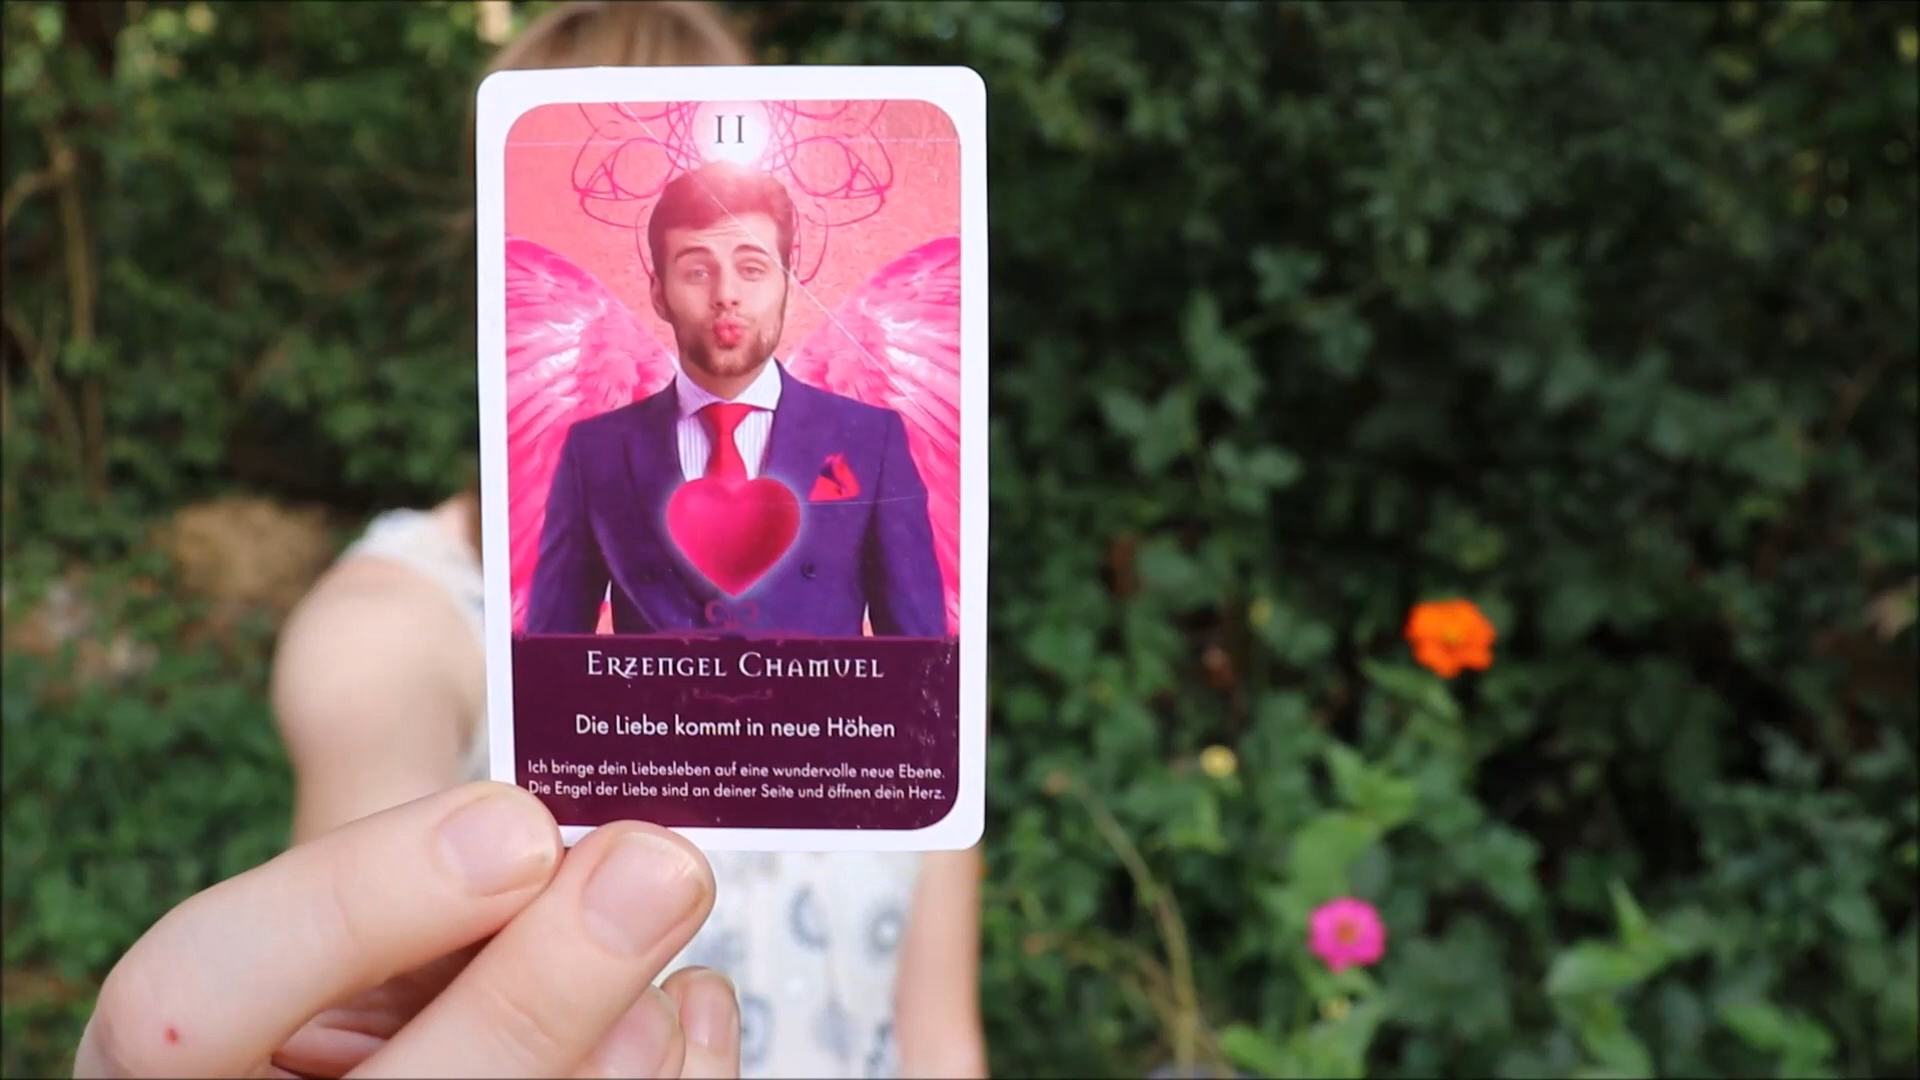 II
Erzengel Chamuel
Die Liebe kommt in neue Höhen
Ich bringe dein Liebesleben auf eine wundervolle neue Ebene.
Die Engel der Liebe sind an deiner Seite und öffnen dein Herz.